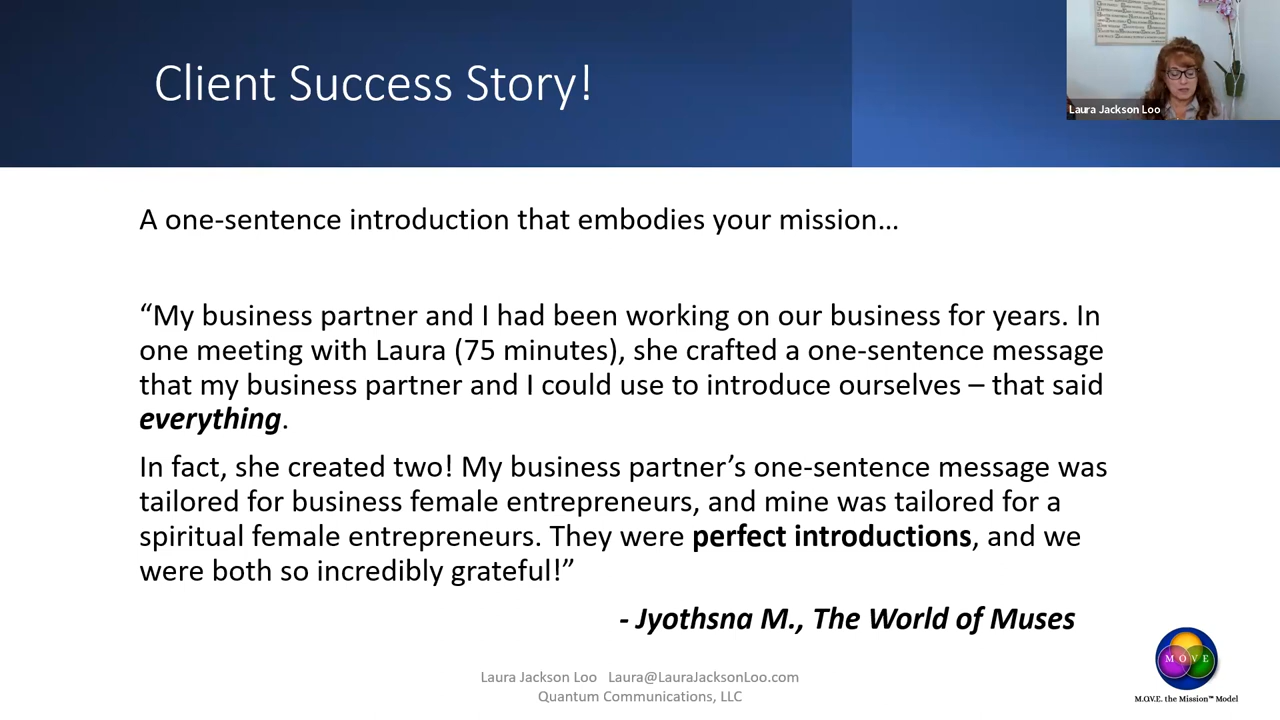 Client Success Story!
Laura Jackson Loo
A one-sentence introduction that embodies your mission…
“My business partner and I had been working on our business for years. In
one meeting with Laura (75 minutes), she crafted a one-sentence message
that my business partner and I could use to introduce ourselves – that said
everything.
In fact, she created two! My business partner’s one-sentence message was
tailored for business female entrepreneurs, and mine was tailored for a
spiritual female entrepreneurs. They were perfect introductions, and we
were both so incredibly grateful!”
- Jyothsna M., The World of Muses
Laura Jackson Loo Laura@LauraJacksonLoo.com
Quantum Communications, LLC
M O V E
M.O.V.E. the Mission™ Model